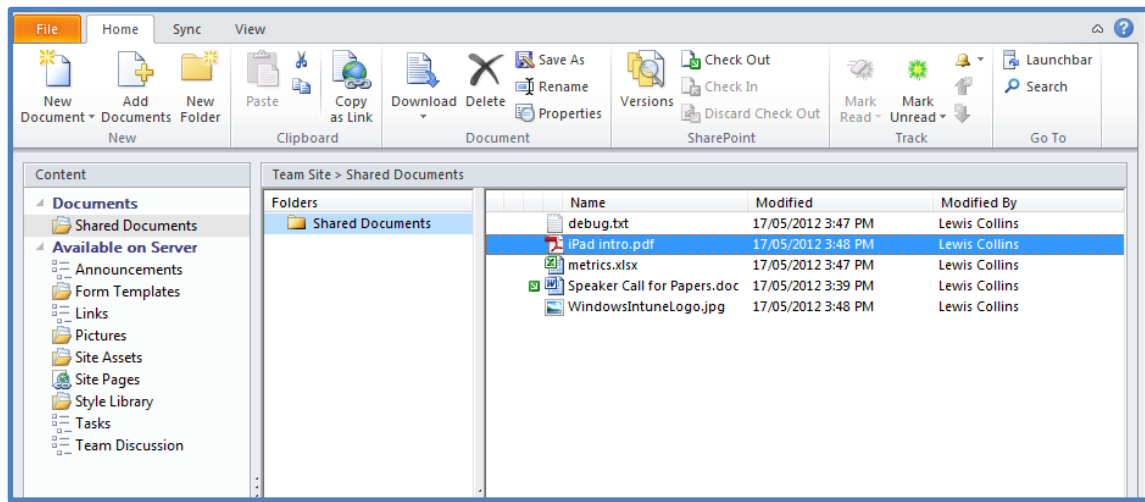 File Home Sync View
New Document Add Documents New Folder
New
Paste Copy as Link
Clipboard
Download Delete Save As Rename Properties
Document
Versions Check Out Check In Discard Check Out
SharePoint
Mark Read Mark Unread
Track
Launchbar Search
Go To
Content
Documents
Shared Documents
Available on Server
Announcements
Form Templates
Links
Pictures
Site Assets
Site Pages
Style Library
Tasks
Team Discussion
Team Site > Shared Documents
Folders
Shared Documents
Name Modified Modified By
debug.txt 17/05/2012 3:47 PM Lewis Collins
iPad intro.pdf 17/05/2012 3:48 PM Lewis Collins
metrics.xlsx 17/05/2012 3:47 PM Lewis Collins
Speaker Call for Papers.doc 17/05/2012 3:39 PM Lewis Collins
WindowsIntuneLogo.jpg 17/05/2012 3:48 PM Lewis Collins